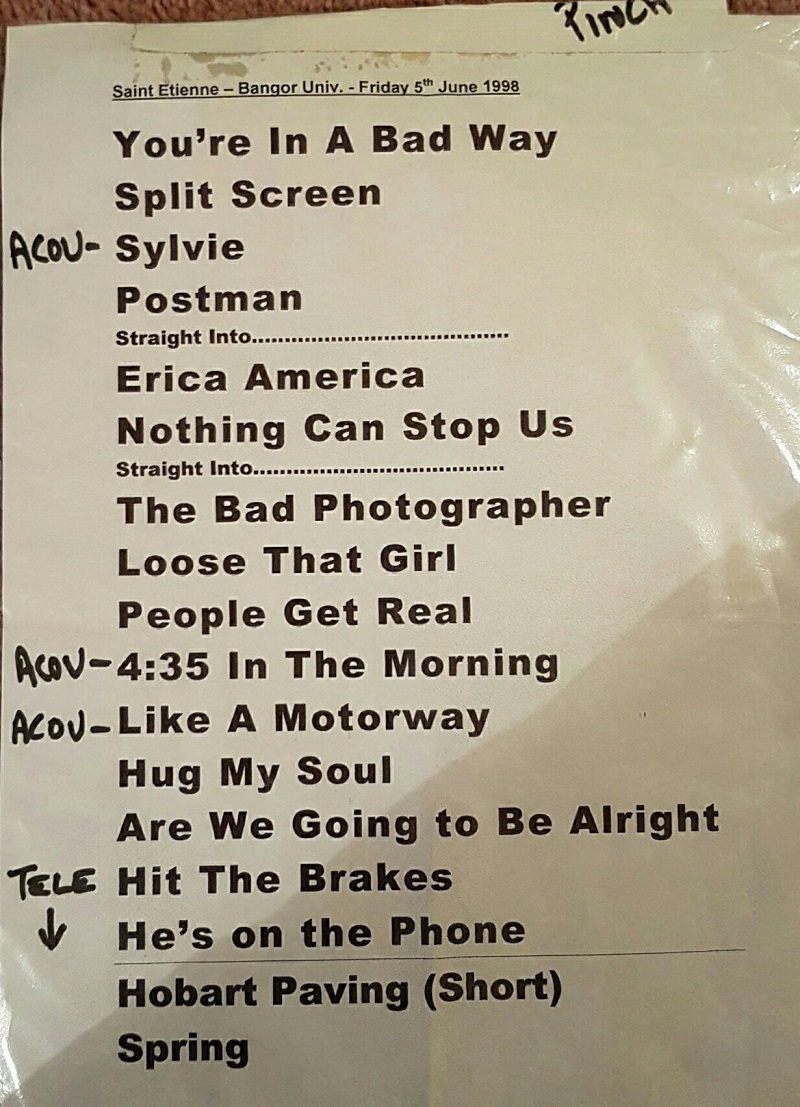 PINCH
Saint Etienne – Bangor Univ. - Friday 5th June 1998
You're In A Bad Way
Split Screen
ACOU- Sylvie
Postman
Straight Into.......................................
Erica America
Nothing Can Stop Us
Straight Into......................................
The Bad Photographer
Loose That Girl
People Get Real
ACOU- 4:35 In The Morning
ACOU- Like A Motorway
Hug My Soul
Are We Going to Be Alright
TELE Hit The Brakes
↓ He's on the Phone
Hobart Paving (Short)
Spring